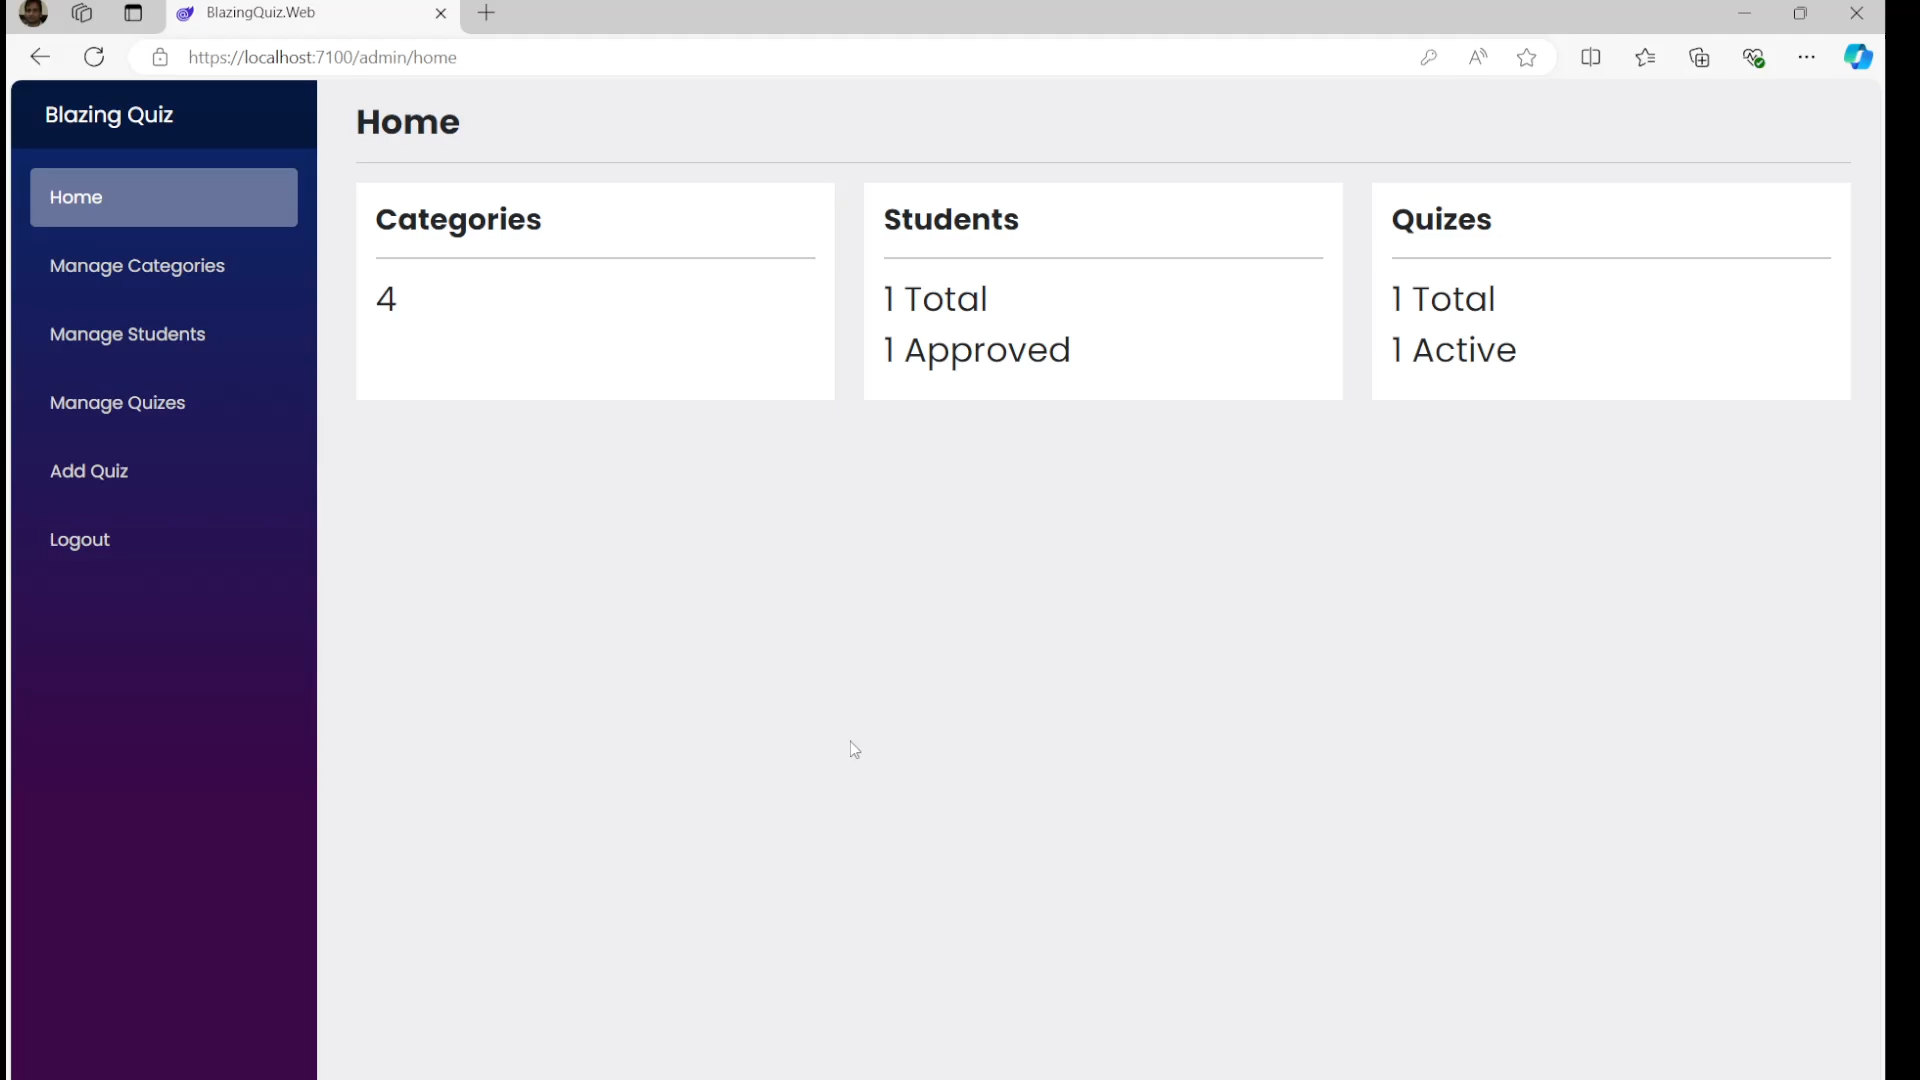 BlazingQuiz.Web
https://localhost:7100/admin/home
Blazing Quiz
Home
Manage Categories
Manage Students
Manage Quizes
Add Quiz
Logout
Home
Categories
4
Students
1 Total
1 Approved
Quizes
1 Total
1 Active